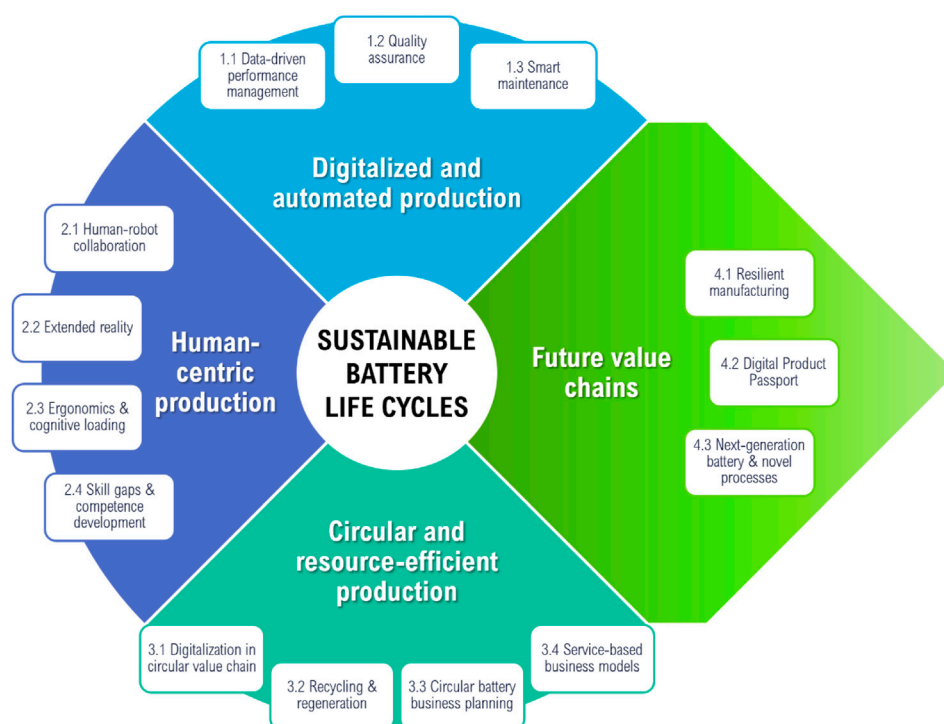 1.1 Data-driven
performance
management
1.2 Quality
assurance
1.3 Smart
maintenance
Digitalized and
automated production
2.1 Human-robot
collaboration
2.2 Extended reality
2.3 Ergonomics &
cognitive loading
2.4 Skill gaps &
competence
development
Human-
centric
production
SUSTAINABLE
BATTERY
LIFE CYCLES
Future value
chains
4.1 Resilient
manufacturing
4.2 Digital Product
Passport
4.3 Next-generation
battery & novel
processes
Circular and
resource-efficient
production
3.1 Digitalization in
circular value chain
3.2 Recycling &
regeneration
3.3 Circular battery
business planning
3.4 Service-based
business models